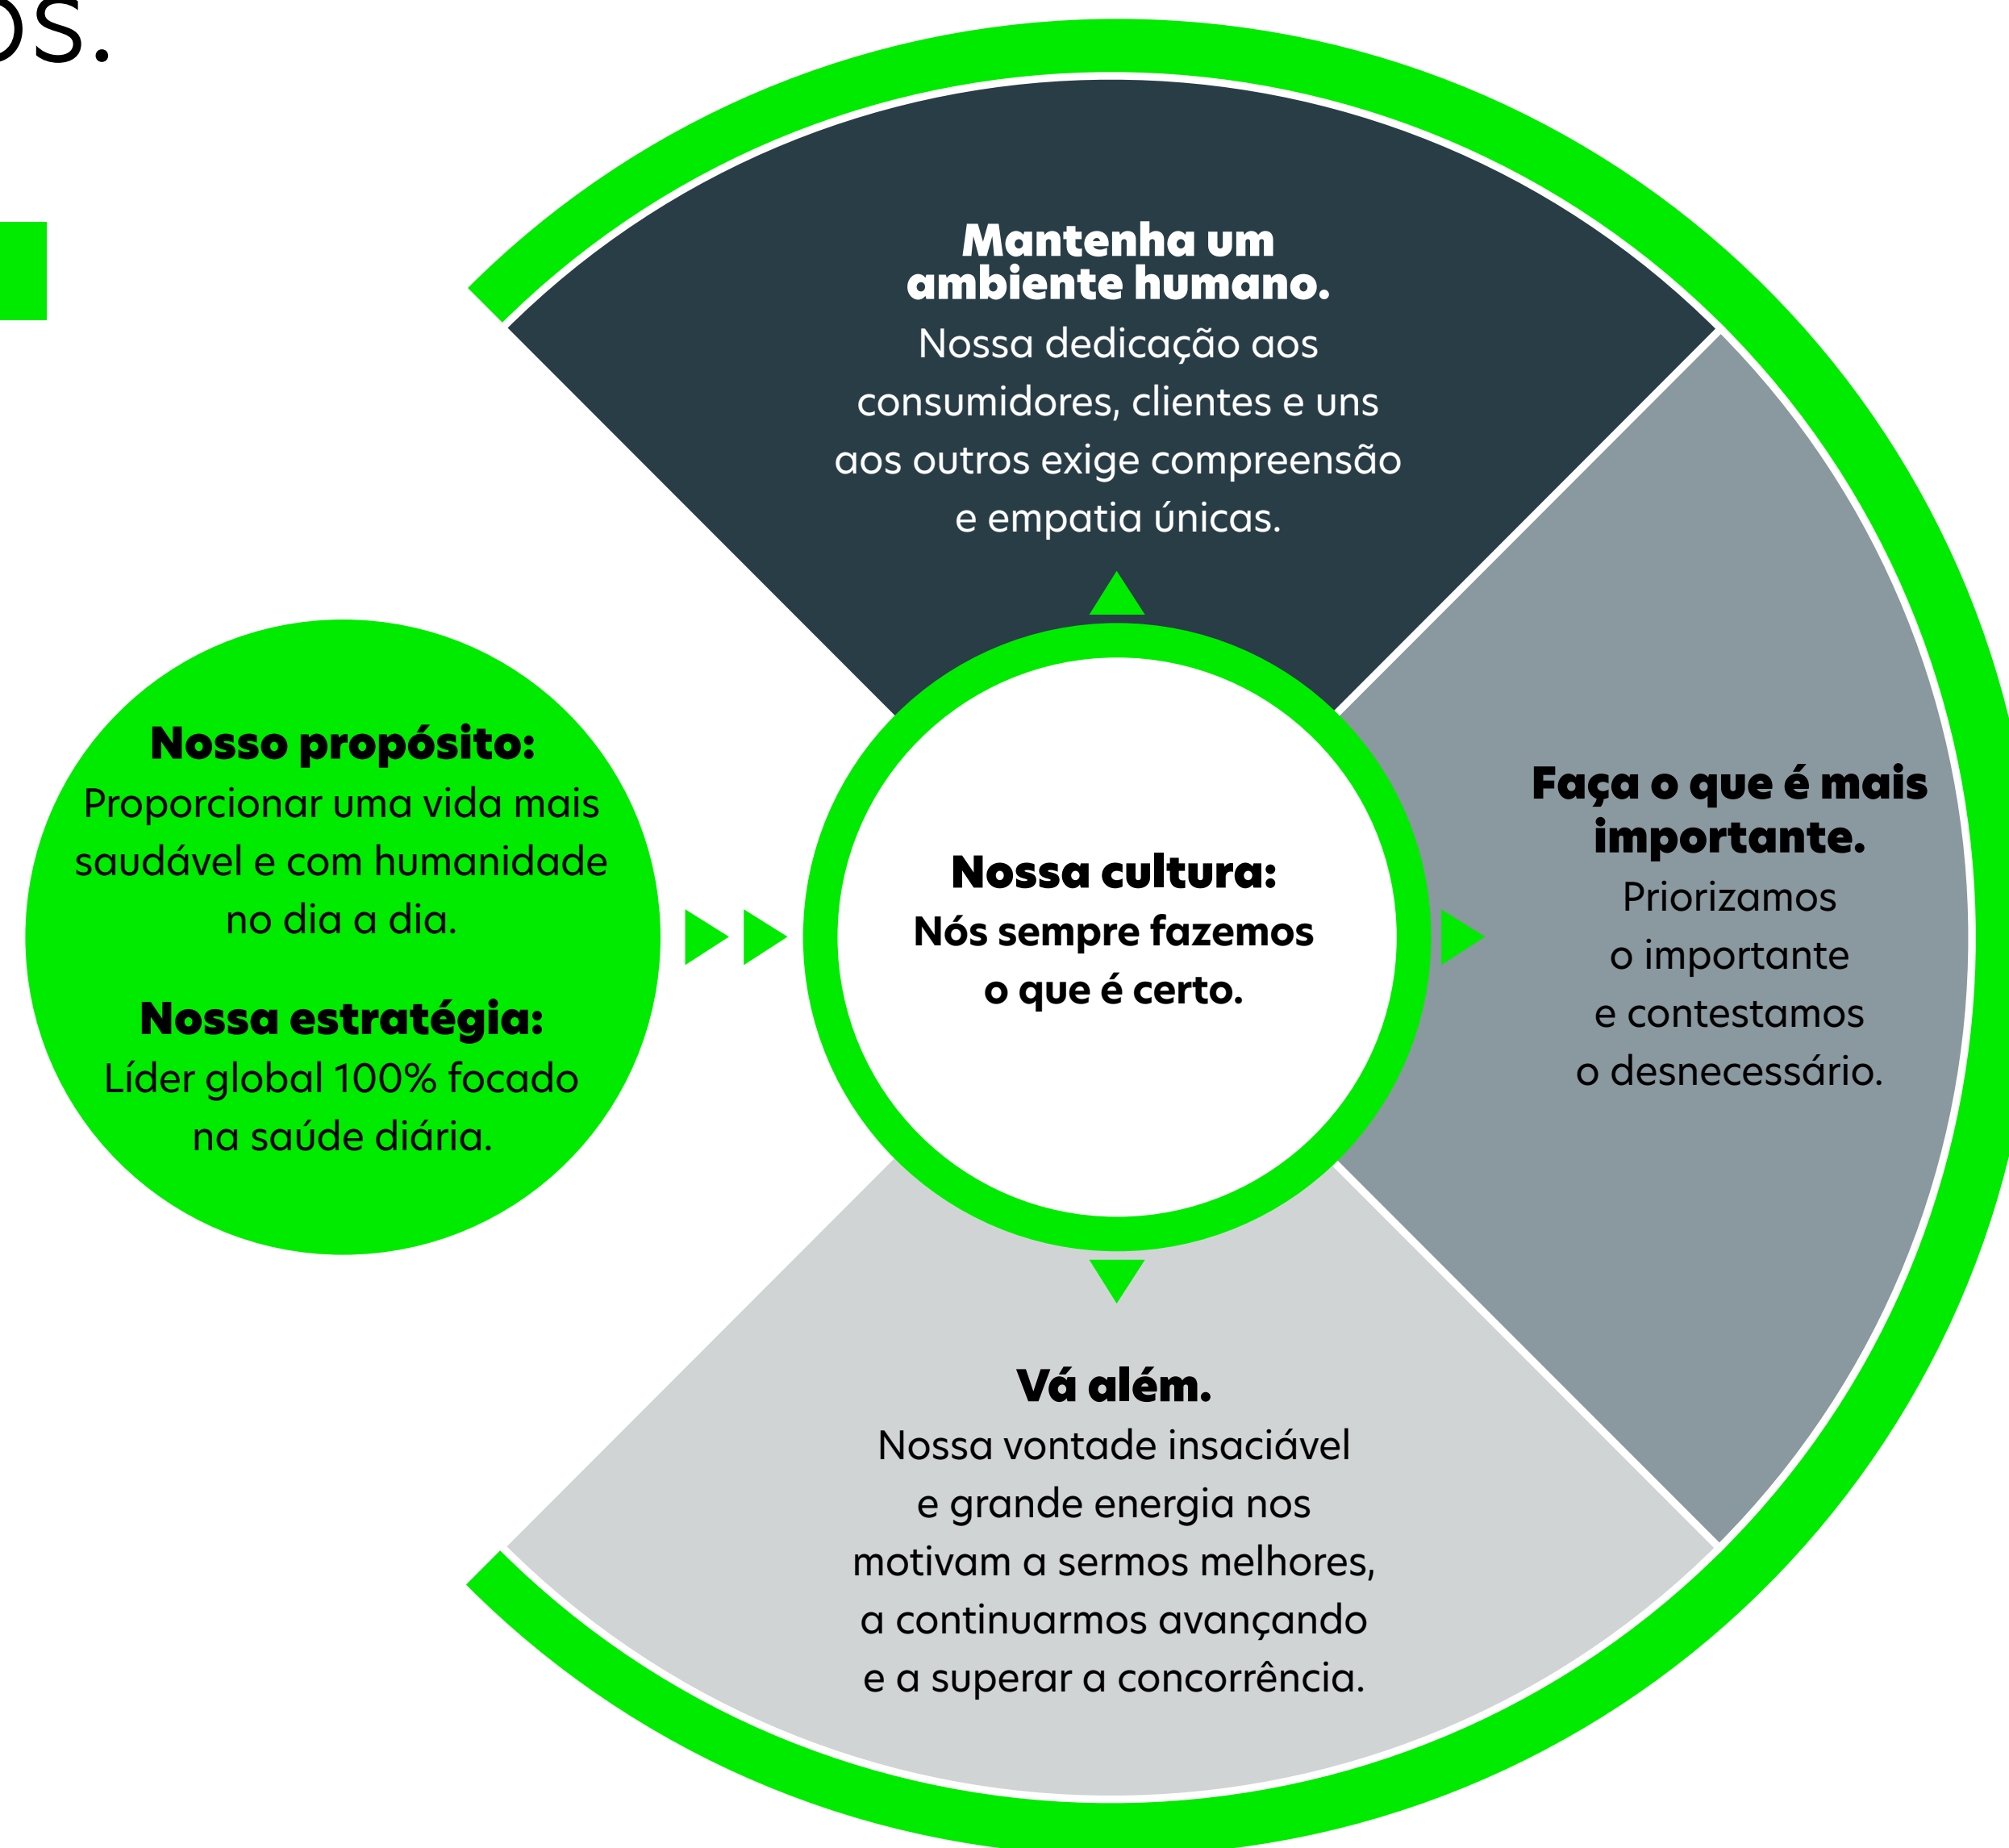 os.
Mantenha um
ambiente humano.
Nossa dedicação aos
consumidores, clientes e uns
aos outros exige compreensão
e empatia únicas.
Nosso propósito:
Proporcionar uma vida mais
saudável e com humanidade
no dia a dia.
Nossa estratégia:
Líder global 100% focado
na saúde diária.
Nossa cultura:
Nós sempre fazemos
o que é certo.
Faça o que é mais
importante.
Priorizamos
o importante
e contestamos
o desnecessário.
Vá além.
Nossa vontade insaciável
e grande energia nos
motivam a sermos melhores,
a continuarmos avançando
e a superar a concorrência.